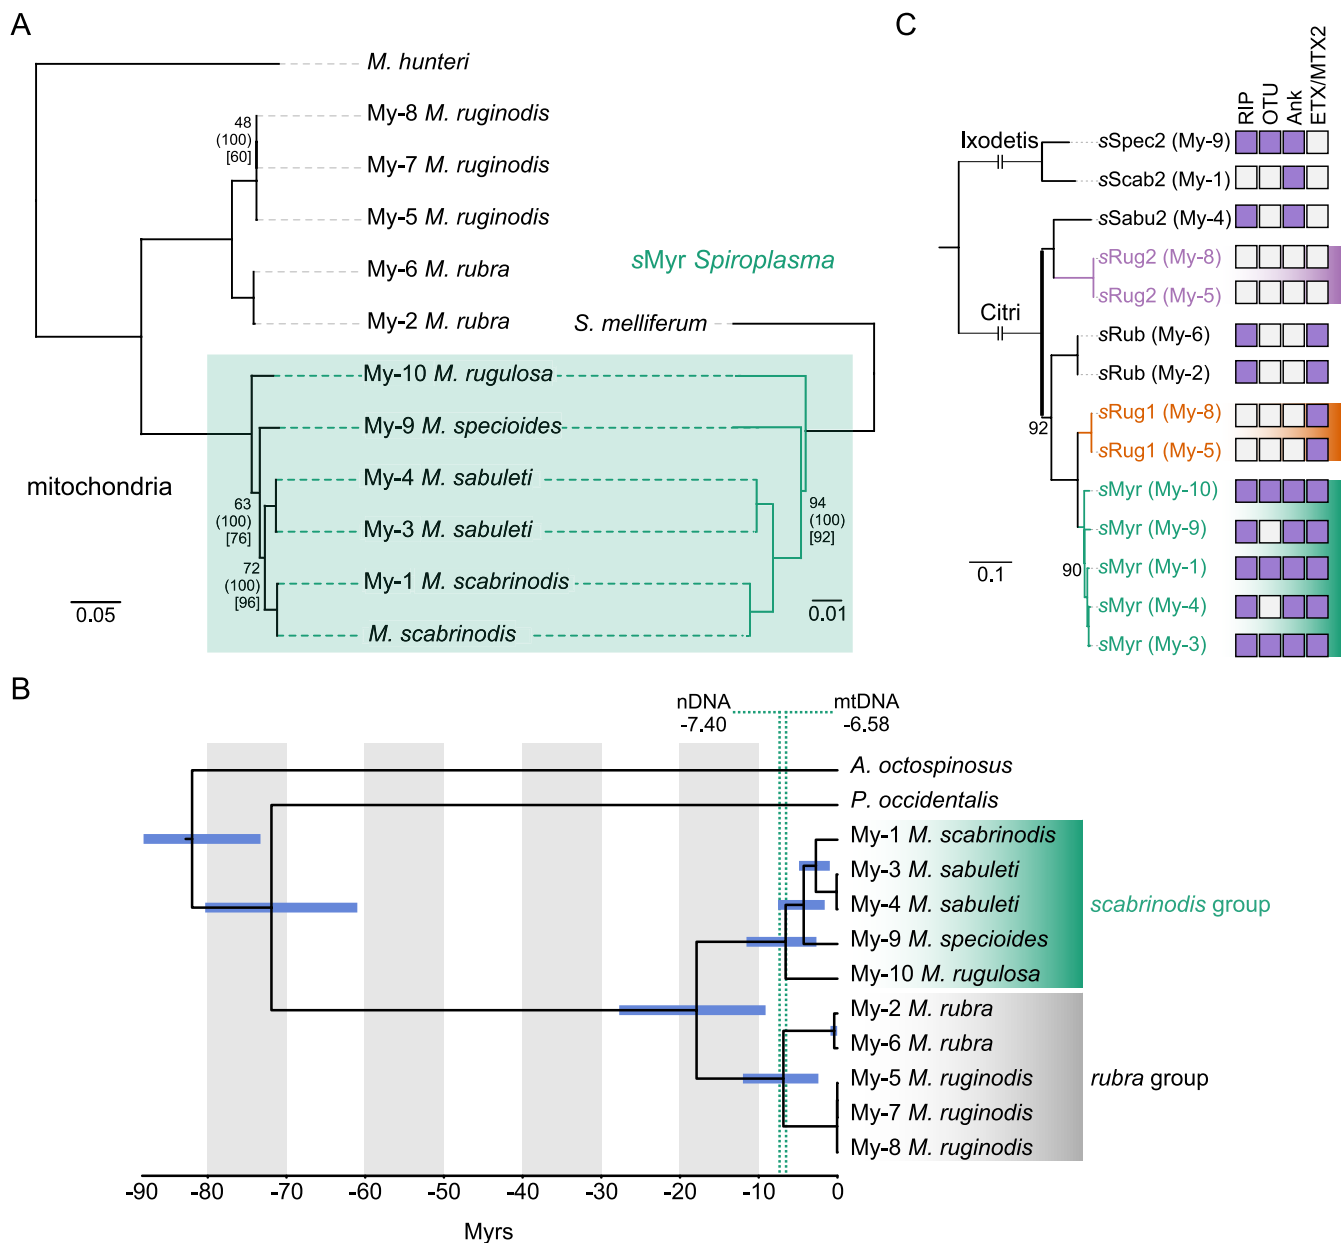 A
M. hunteri
48
(100)
[60]
My-8 M. ruginodis
My-7 M. ruginodis
My-5 M. ruginodis
My-6 M. rubra
My-2 M. rubra
sMyr Spiroplasma
S. melliferum
My-10 M. rugulosa
My-9 M. specioides
My-4 M. sabuleti
My-3 M. sabuleti
My-1 M. scabrinodis
M. scabrinodis
mitochondria
63
(100)
[76]
72
(100)
[96]
94
(100)
[92]
0.05
0.01
C
RIP
OTU
Ank
ETX/MTX2
Ixodetis
Citri
sSpec2 (My-9)
sScab2 (My-1)
sSabu2 (My-4)
sRug2 (My-8)
sRug2 (My-5)
sRub (My-6)
sRub (My-2)
92
sRug1 (My-8)
sRug1 (My-5)
sMyr (My-10)
sMyr (My-9)
90
sMyr (My-1)
sMyr (My-4)
sMyr (My-3)
0.1
B
nDNA
-7.40
mtDNA
-6.58
A. octospinosus
P. occidentalis
My-1 M. scabrinodis
My-3 M. sabuleti
My-4 M. sabuleti
My-9 M. specioides
My-10 M. rugulosa
scabrinodis group
My-2 M. rubra
My-6 M. rubra
My-5 M. ruginodis
My-7 M. ruginodis
My-8 M. ruginodis
rubra group
-90 -80 -70 -60 -50 -40 -30 -20 -10 0
Myrs